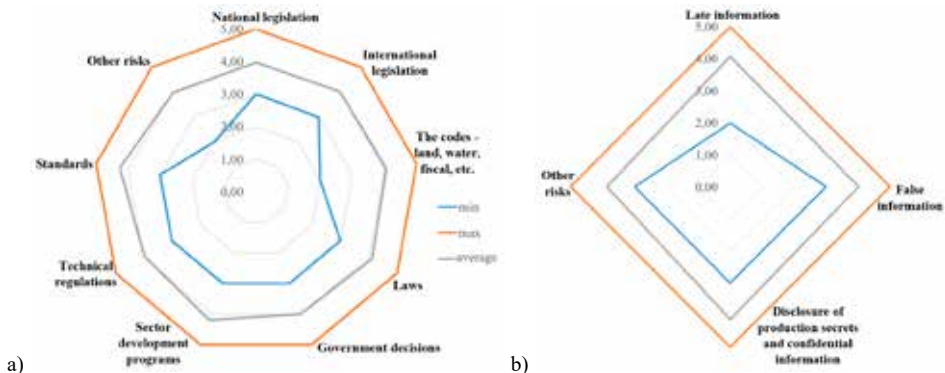 National legislation
5,00
Other risks
International
legislation
4,00
3,00
2,00
Standards
The codes –
land, water,
fiscal, etc.
1,00
0,00
min
max
average
Technical
regulations
Laws
Sector
development
programs
Government decisions
a)
Late information
5,00
4,00
3,00
2,00
1,00
0,00
Other
risks
False
information
Disclosure of
production secrets
and confidential
information
b)